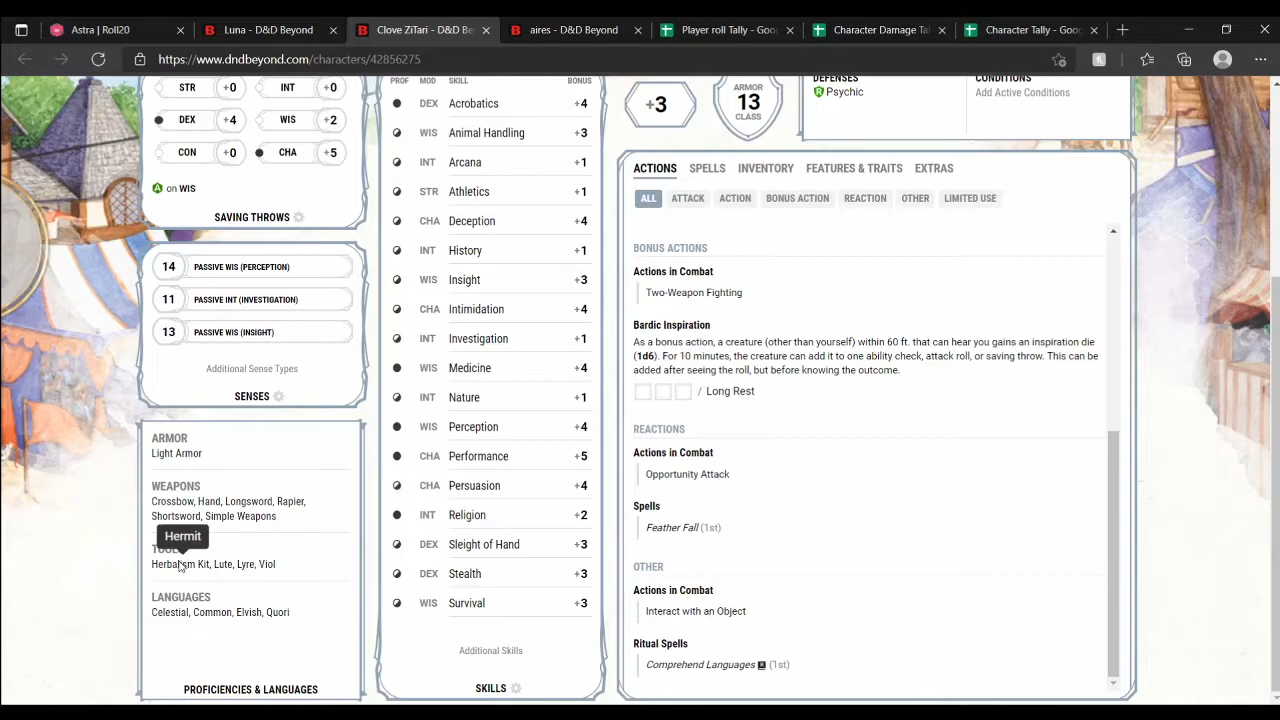 Astra | Roll20
Luna - D&D Beyond
Clove ZiTari - D&D Be
aires - D&D Beyond
Player roll Tally - Goo
Character Damage Tal
Character Tally - Goog
https://www.dndbeyond.com/characters/42856275
STR +0 INT +0
DEX +4 WIS +2
CON +0 CHA +5
A on WIS
SAVING THROWS
14 PASSIVE WIS (PERCEPTION)
11 PASSIVE INT (INVESTIGATION)
13 PASSIVE WIS (INSIGHT)
Additional Sense Types
SENSES
ARMOR
Light Armor
WEAPONS
Crossbow, Hand, Longsword, Rapier,
Shortsword, Simple Weapons
Hermit
Herbalism Kit, Lute, Lyre, Viol
LANGUAGES
Celestial, Common, Elvish, Quori
PROFICIENCIES & LANGUAGES
PROF MOD SKILL BONUS
DEX Acrobatics +4
WIS Animal Handling +3
INT Arcana +1
STR Athletics +1
CHA Deception +4
INT History +1
WIS Insight +3
CHA Intimidation +4
INT Investigation +1
WIS Medicine +4
INT Nature +1
WIS Perception +4
CHA Performance +5
CHA Persuasion +4
INT Religion +2
DEX Sleight of Hand +3
DEX Stealth +3
WIS Survival +3
Additional Skills
SKILLS
+3
ARMOR
13
CLASS
DEFENSES
R Psychic
CONDITIONS
Add Active Conditions
ACTIONS SPELLS INVENTORY FEATURES & TRAITS EXTRAS
ALL ATTACK ACTION BONUS ACTION REACTION OTHER LIMITED USE
BONUS ACTIONS
Actions in Combat
Two-Weapon Fighting
Bardic Inspiration
As a bonus action, a creature (other than yourself) within 60 ft. that can hear you gains an inspiration die
(1d6). For 10 minutes, the creature can add it to one ability check, attack roll, or saving throw. This can be
added after seeing the roll, but before knowing the outcome.
/ Long Rest
REACTIONS
Actions in Combat
Opportunity Attack
Spells
Feather Fall (1st)
OTHER
Actions in Combat
Interact with an Object
Ritual Spells
Comprehend Languages (1st)